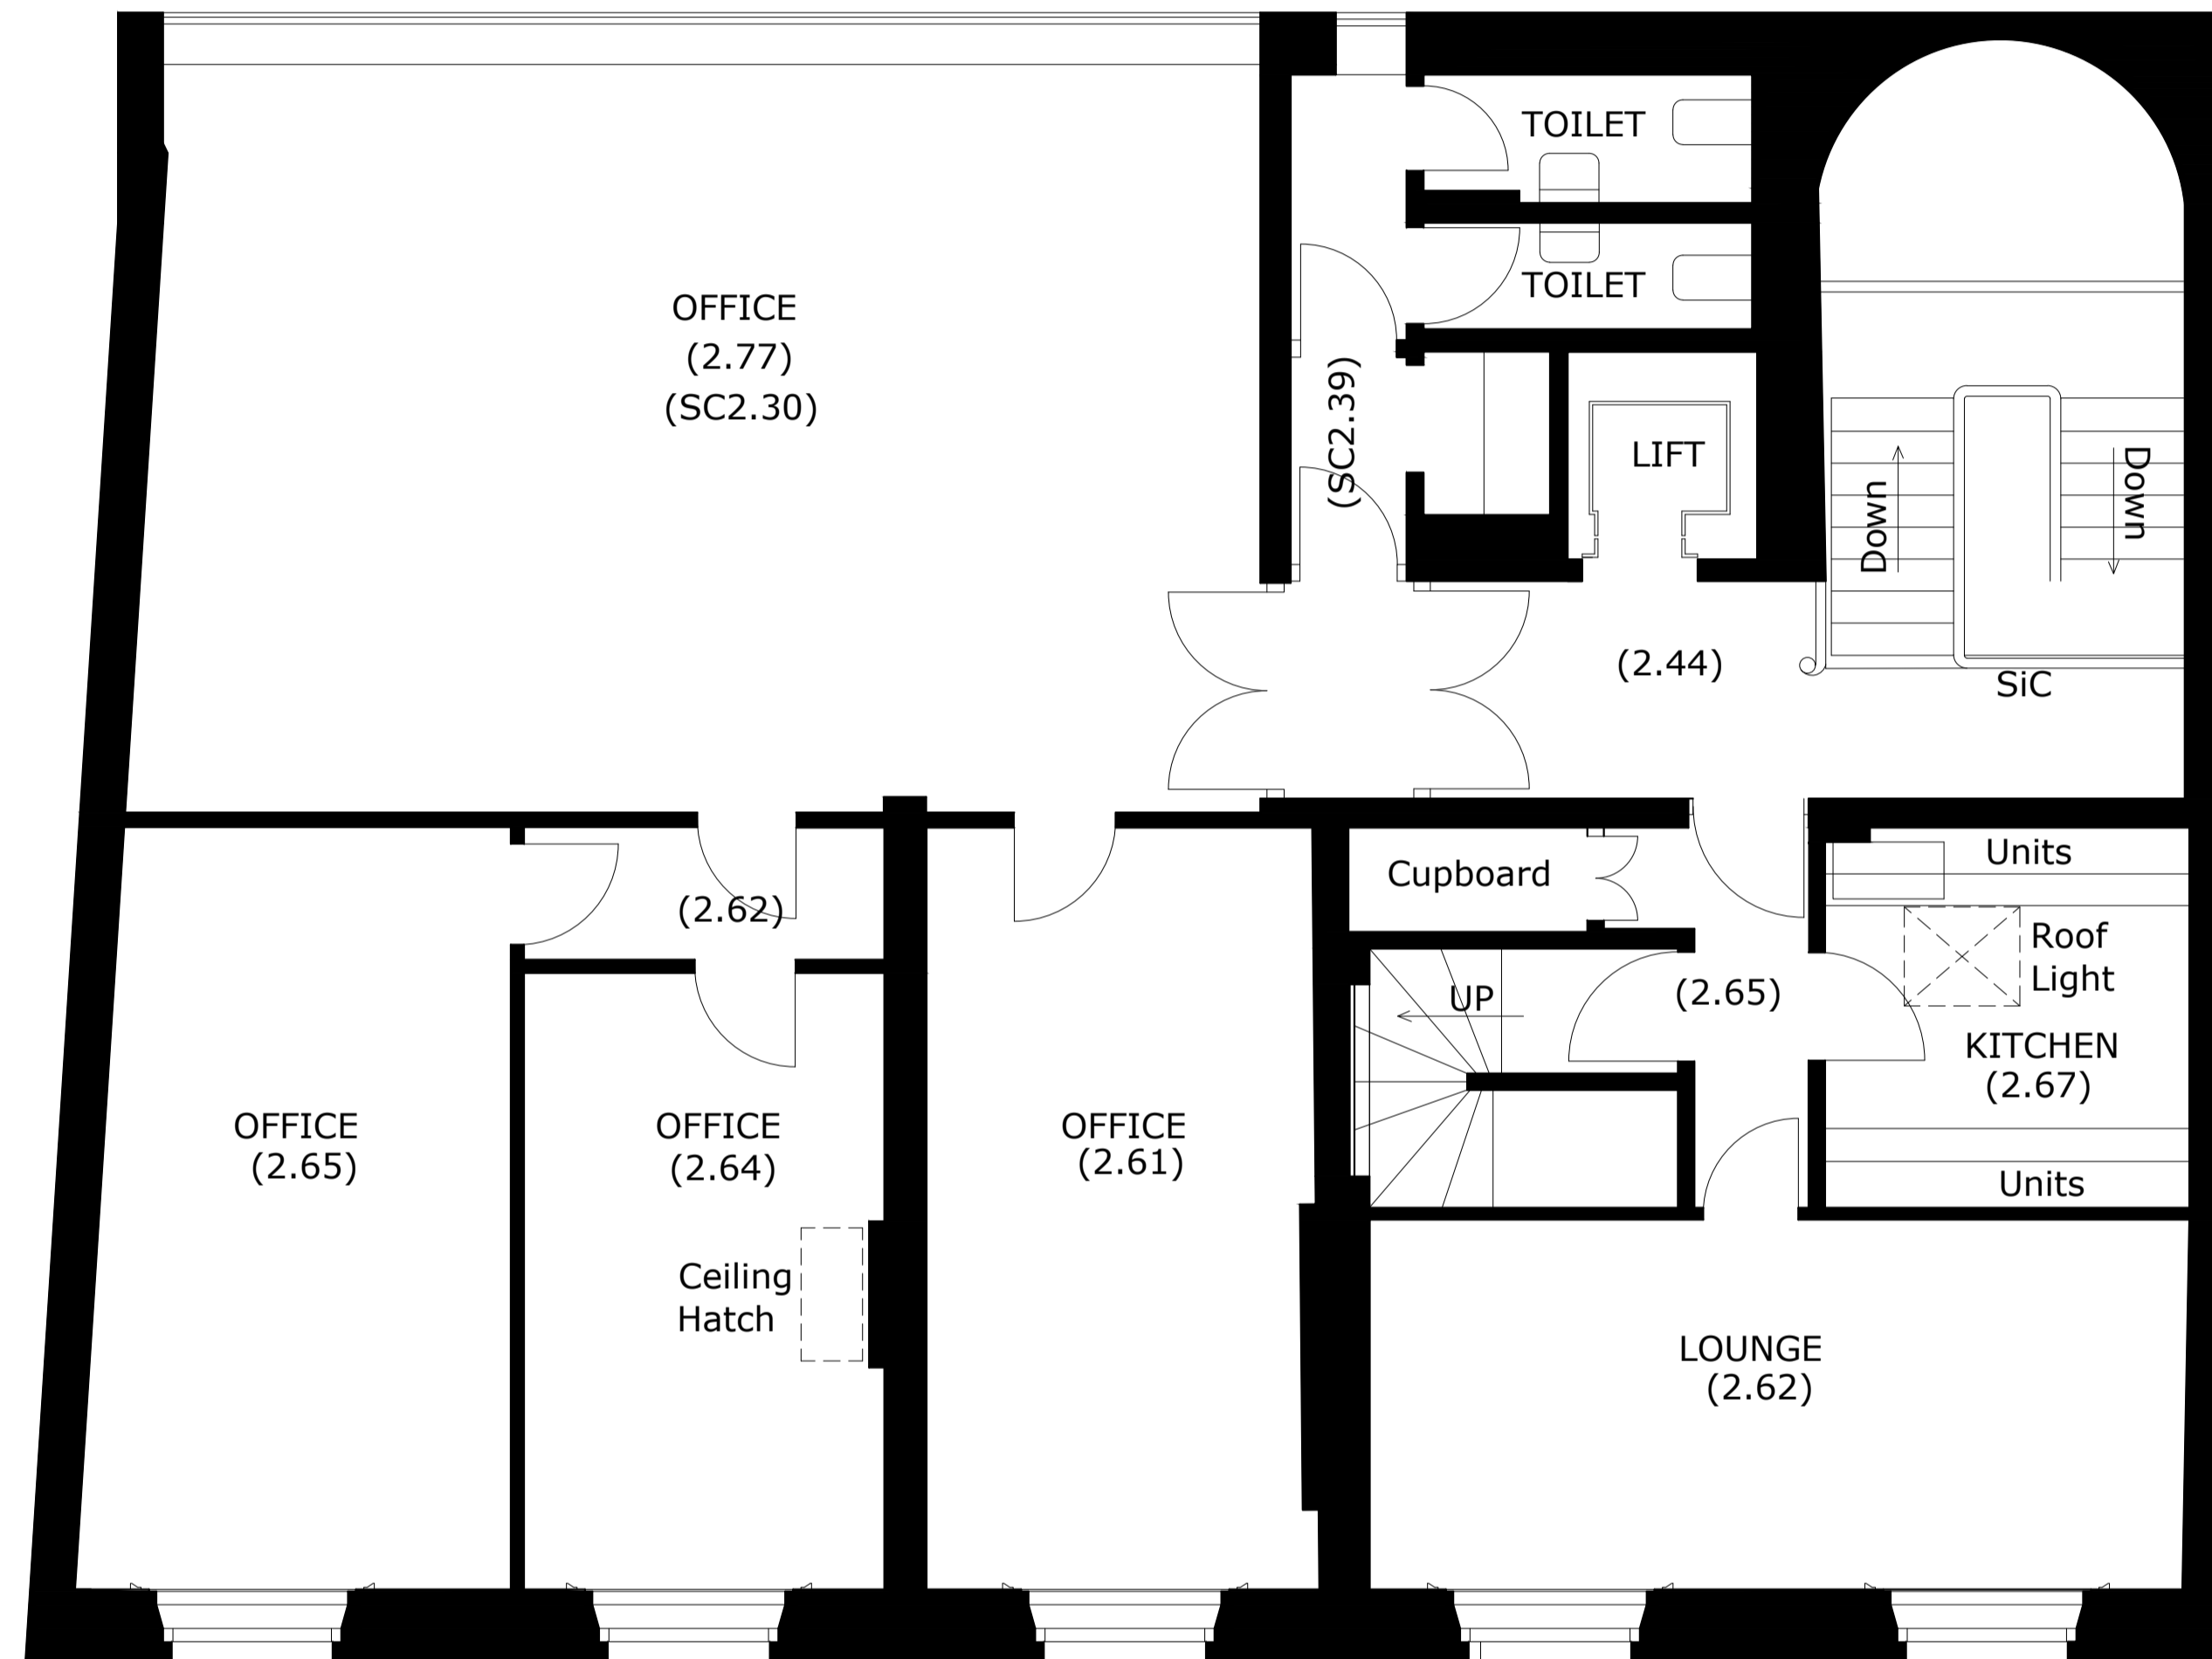 TOILET
TOILET
OFFICE
(2.77)
(SC2.30)
(SC2.39)
LIFT
Down
Down
(2.44)
SiC
Units
Cupboard
(2.62)
Roof
Light
(2.65)
UP
KITCHEN
(2.67)
OFFICE
(2.65)
OFFICE
(2.64)
OFFICE
(2.61)
Units
Ceiling
Hatch
LOUNGE
(2.62)